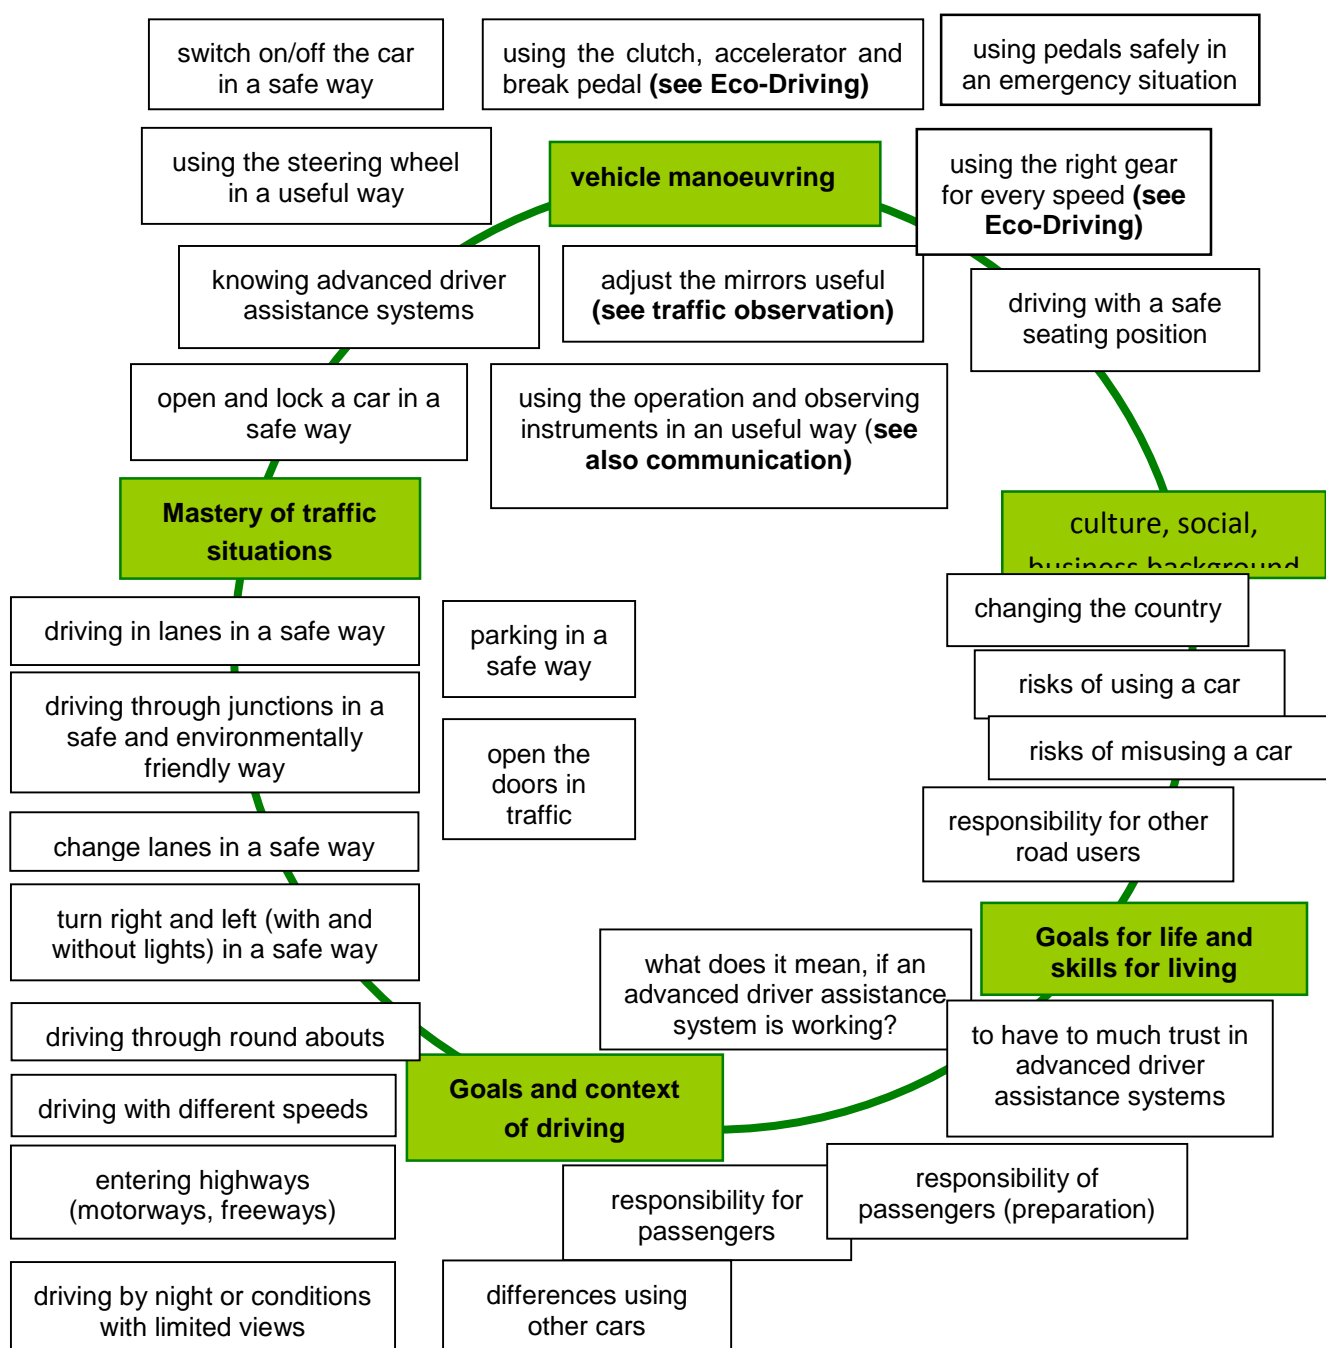 switch on/off the car
in a safe way
using the clutch, accelerator and
break pedal (see Eco-Driving)
using pedals safely in
an emergency situation
using the steering wheel
in a useful way
vehicle manoeuvring
using the right gear
for every speed (see
Eco-Driving)
knowing advanced driver
assistance systems
adjust the mirrors useful
(see traffic observation)
driving with a safe
seating position
open and lock a car in a
safe way
using the operation and observing
instruments in an useful way (see
also communication)
Mastery of traffic
situations
culture, social,
business background
changing the country
driving in lanes in a safe way
parking in a
safe way
risks of using a car
driving through junctions in a
safe and environmentally
friendly way
open the
doors in
traffic
risks of misusing a car
change lanes in a safe way
responsibility for other
road users
turn right and left (with and
without lights) in a safe way
Goals for life and
skills for living
what does it mean, if an
advanced driver assistance
system is working?
driving through round abouts
to have to much trust in
advanced driver
assistance systems
Goals and context
of driving
driving with different speeds
entering highways
(motorways, freeways)
responsibility for
passengers
responsibility of
passengers (preparation)
driving by night or conditions
with limited views
differences using
other cars